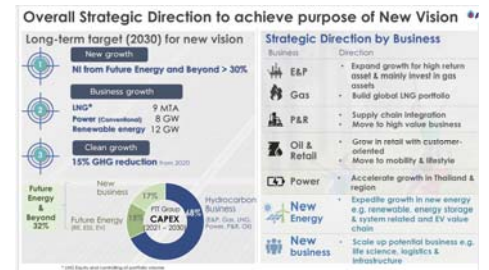 Overall Strategic Direction to achieve purpose of New Vision
Long-term target (2030) for new vision
1
New growth
NI from Future Energy and Beyond > 30%
2
Business growth
LNG* 9 MTA
Power (Conventional) 8 GW
Renewable energy 12 GW
3
Clean growth
15% GHG reduction from 2020
Future Energy & Beyond 32%
New business
17%
Future Energy
(RE, ESS, EV)
15%
PTT Group
CAPEX
(2021 – 2030)
68%
Hydrocarbon Business
(E&P, Gas, LNG, Power, P&R, Oil)
* LNG Equity and controlling of portfolio volume
Strategic Direction by Business
Business Direction
E&P
Gas
• Expand growth for high return asset & mainly invest in gas assets
• Build global LNG portfolio
P&R
• Supply chain integration
• Move to high value business
Oil & Retail
• Grow in retail with customer-oriented
• Move to mobility & lifestyle
Power
• Accelerate growth in Thailand & region
New Energy
• Expedite growth in new energy e.g. renewable, energy storage & system related and EV value chain
New business
• Scale up potential business e.g. life science, logistics & infrastructure